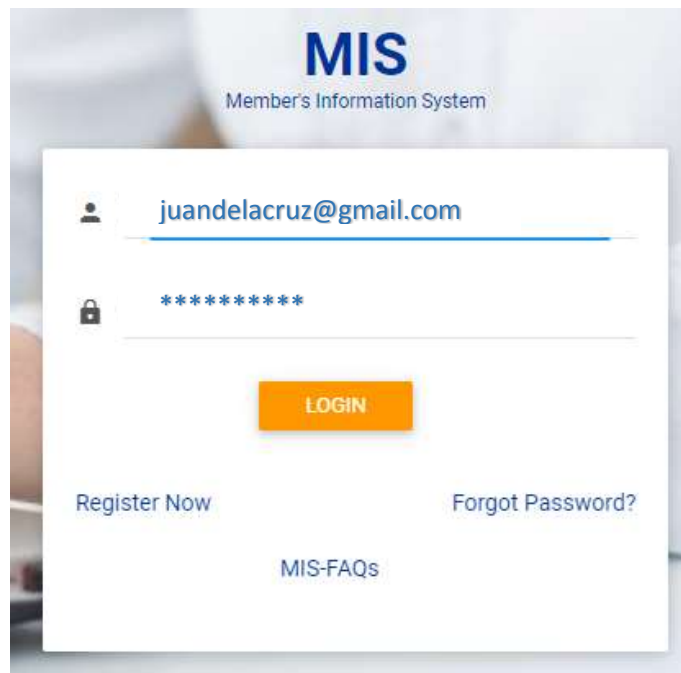 MIS
Member's Information System
juandelacruz@gmail.com
**********
LOGIN
Register Now
Forgot Password?
MIS-FAQs